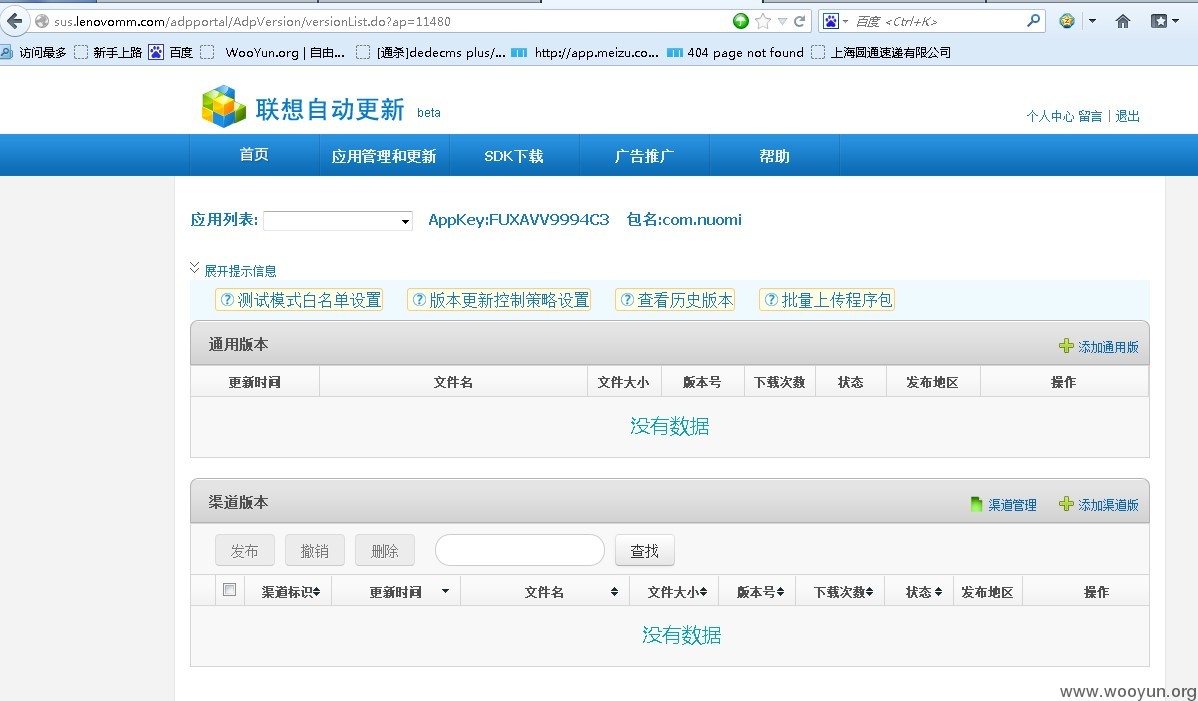 sus.lenovomm.com/adpportal/AdpVersion/versionList.do?ap=11480
百度 <Ctrl+K>
访问最多 新手上路 百度 WooYun.org | 自由... [通杀]dedecms plus/... http://app.meizu.co... 404 page not found 上海圆通速递有限公司
联想自动更新 beta
个人中心 留言 | 退出
首页 应用管理和更新 SDK下载 广告推广 帮助
应用列表: AppKey:FUXAVV9994C3 包名:com.nuomi
展开提示信息
测试模式白名单设置 版本更新控制策略设置 查看历史版本 批量上传程序包
通用版本 添加通用版
更新时间 文件名 文件大小 版本号 下载次数 状态 发布地区 操作
没有数据
渠道版本 渠道管理 添加渠道版
发布 撤销 删除 查找
渠道标识 更新时间 文件名 文件大小 版本号 下载次数 状态 发布地区 操作
没有数据
www.wooyun.org